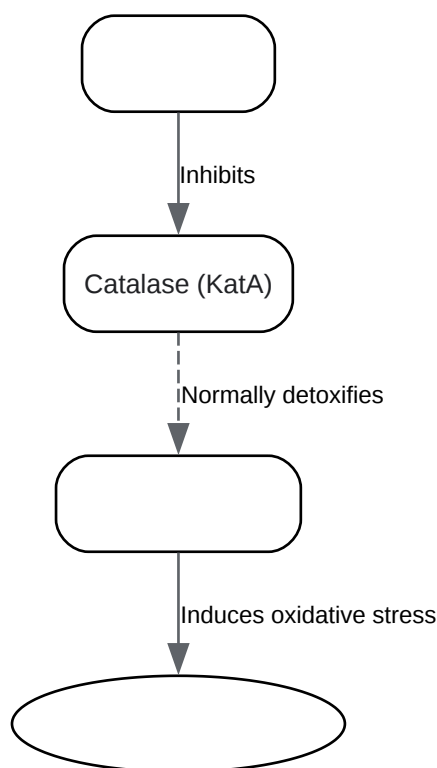 Inhibits
Catalase (KatA)
Normally detoxifies
Induces oxidative stress